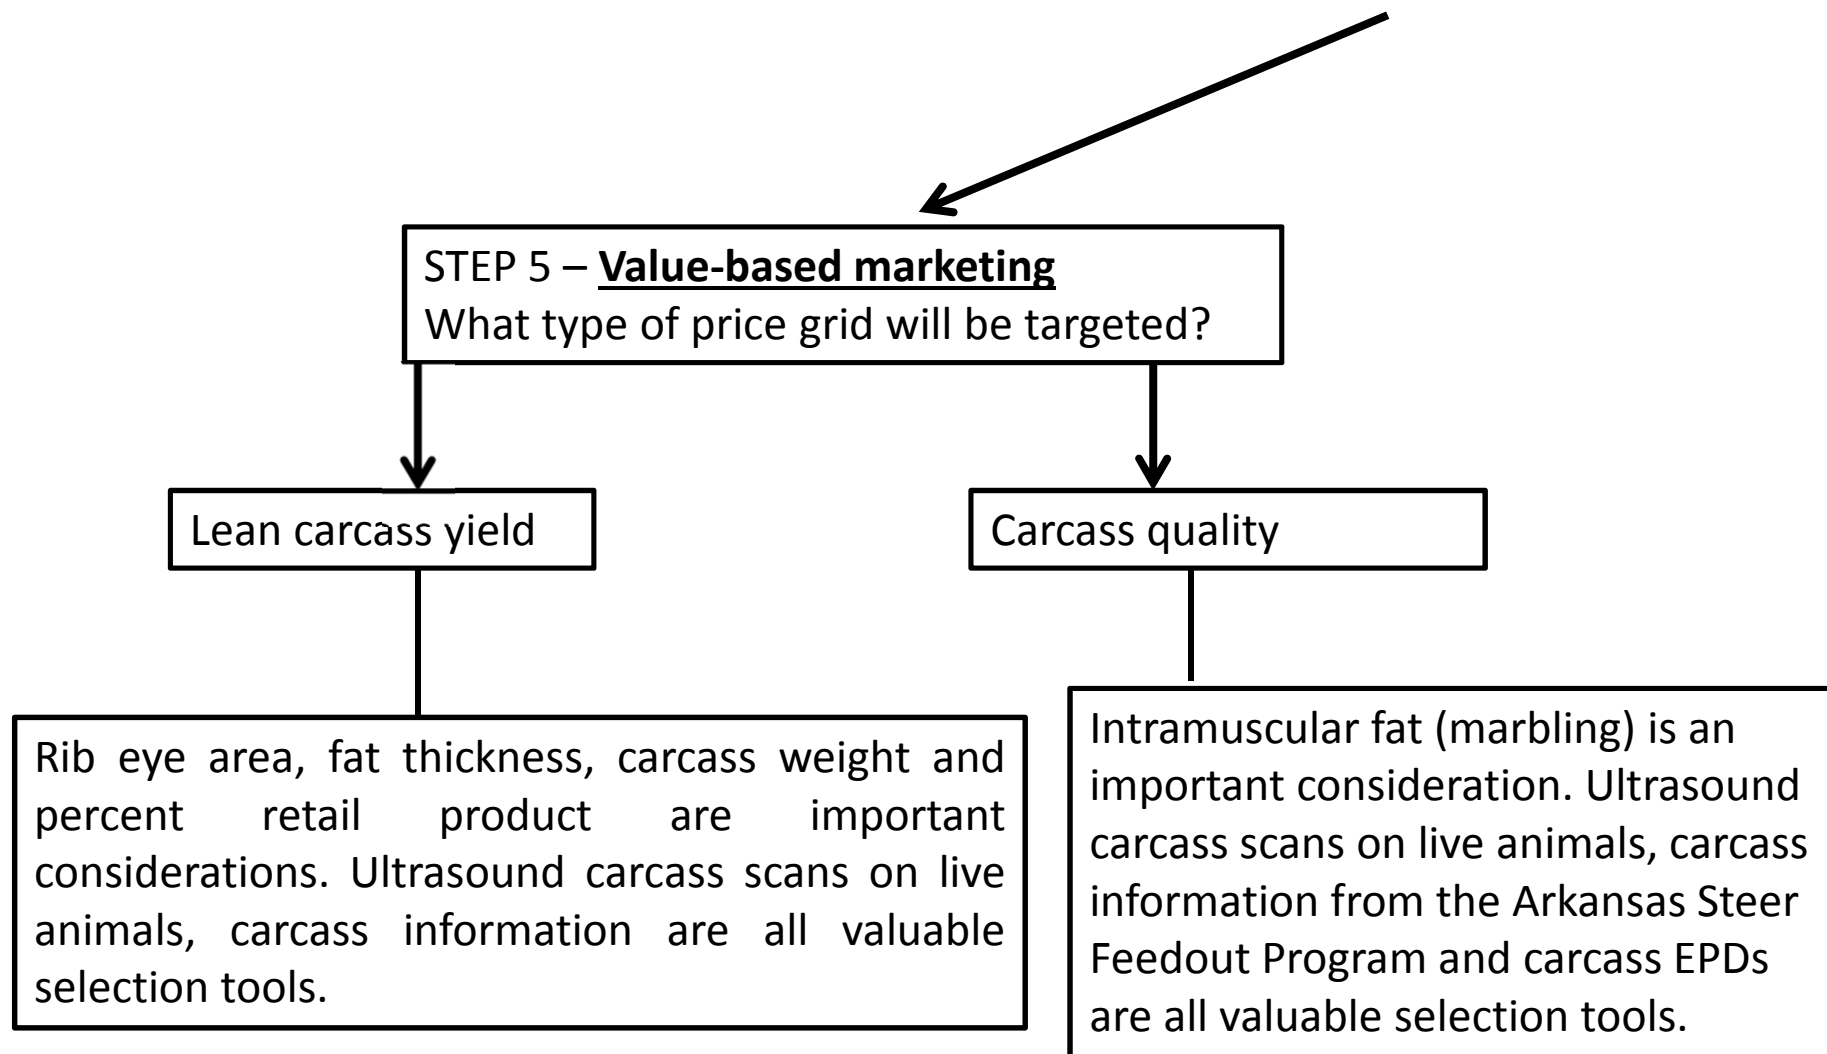 STEP 5 – Value-based marketing
What type of price grid will be targeted?
Lean carcass yield
Carcass quality
Rib eye area, fat thickness, carcass weight and
percent retail product are important
considerations. Ultrasound carcass scans on live
animals, carcass information are all valuable
selection tools.
Intramuscular fat (marbling) is an
important consideration. Ultrasound
carcass scans on live animals, carcass
information from the Arkansas Steer
Feedout Program and carcass EPDs
are all valuable selection tools.